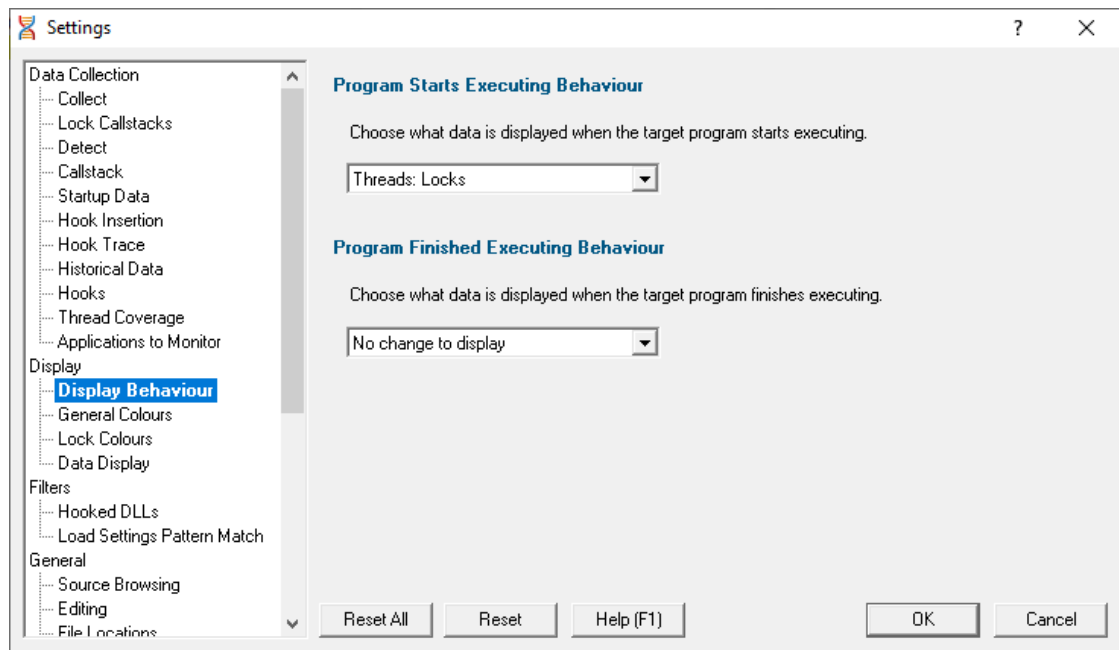 Settings
?
Data Collection
Collect
Lock Callstacks
Detect
Callstack
Startup Data
Hook Insertion
Hook Trace
Historical Data
Hooks
Thread Coverage
Applications to Monitor
Display
Display Behaviour
General Colours
Lock Colours
Data Display
Filters
Hooked DLLs
Load Settings Pattern Match
General
Source Browsing
Editing
File Locations
Program Starts Executing Behaviour
Choose what data is displayed when the target program starts executing.
Threads: Locks
Program Finished Executing Behaviour
Choose what data is displayed when the target program finishes executing.
No change to display
Reset All
Reset
Help (F1)
OK
Cancel